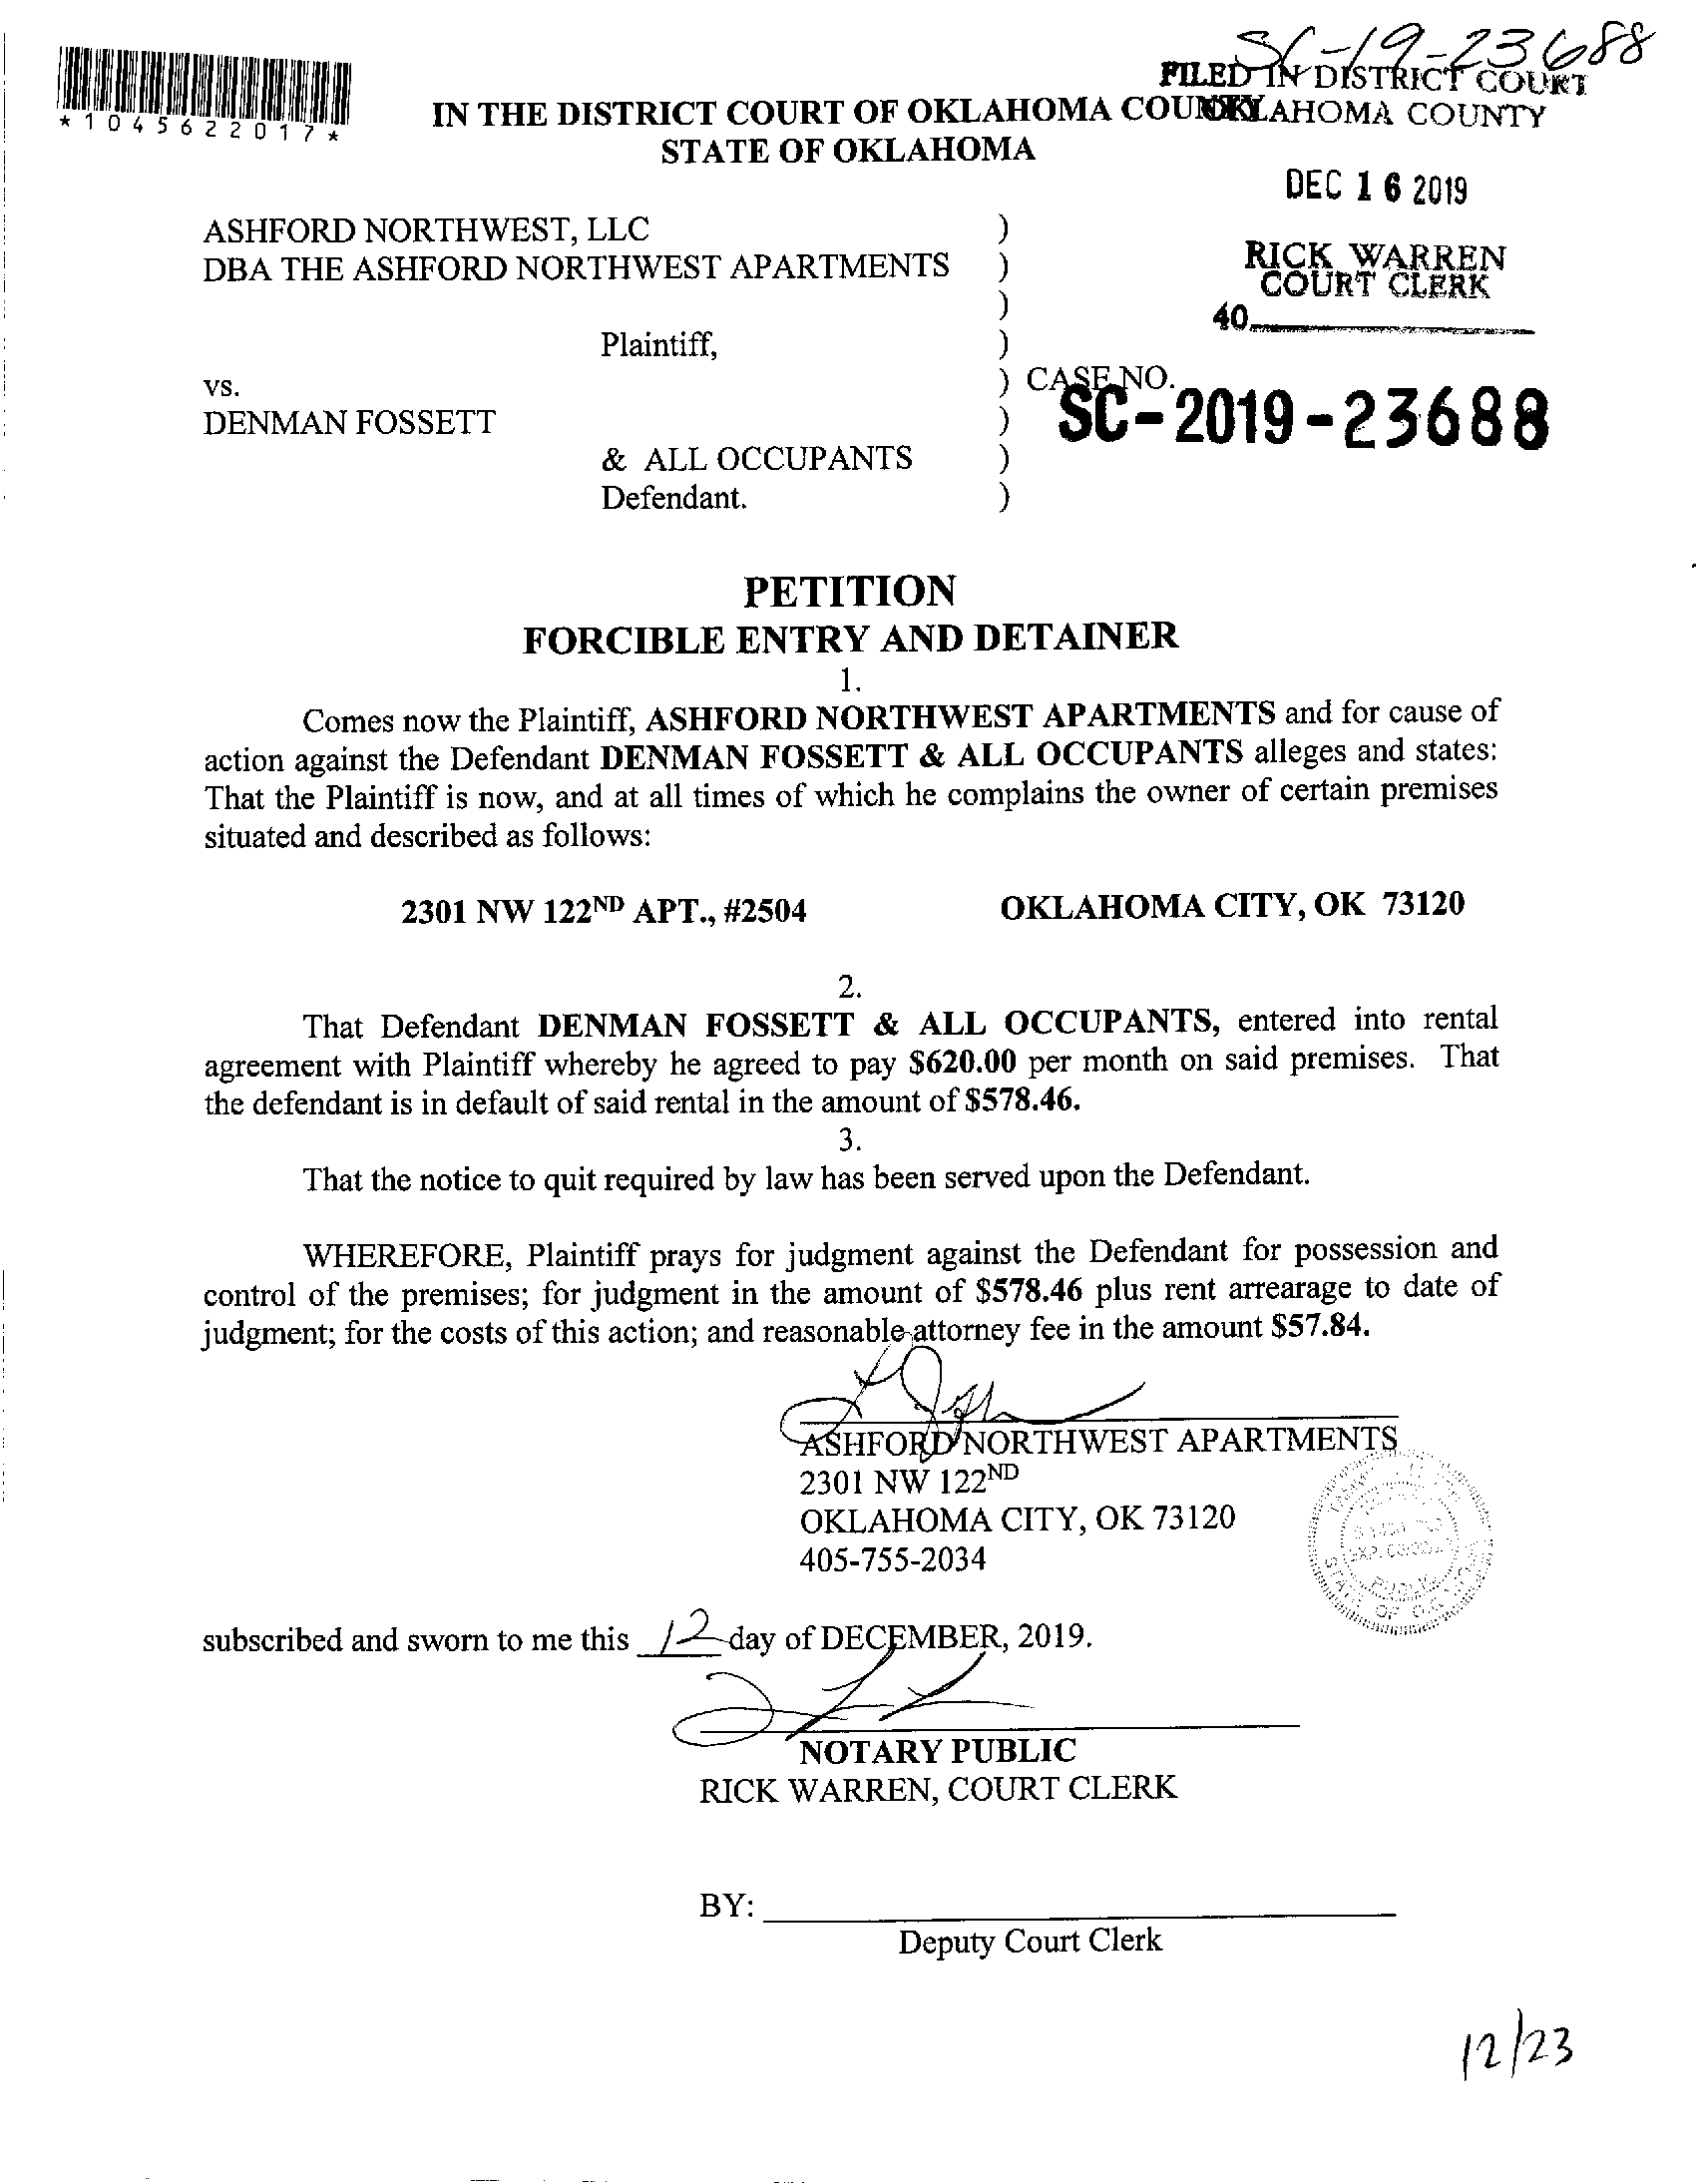 SC-19-23688
FILED IN DISTRICT COURT
OKLAHOMA COUNTY
*1045622017*
IN THE DISTRICT COURT OF OKLAHOMA COUNTY
STATE OF OKLAHOMA
DEC 16 2019
RICK WARREN
COURT CLERK
40
ASHFORD NORTHWEST, LLC )
DBA THE ASHFORD NORTHWEST APARTMENTS )
)
Plaintiff, )
vs. ) CASE NO.
SC-2019-23688
DENMAN FOSSETT )
& ALL OCCUPANTS )
Defendant. )
PETITION
FORCIBLE ENTRY AND DETAINER
1.
Comes now the Plaintiff, ASHFORD NORTHWEST APARTMENTS and for cause of
action against the Defendant DENMAN FOSSETT & ALL OCCUPANTS alleges and states:
That the Plaintiff is now, and at all times of which he complains the owner of certain premises
situated and described as follows:
2301 NW 122ND APT., #2504 OKLAHOMA CITY, OK 73120
2.
That Defendant DENMAN FOSSETT & ALL OCCUPANTS, entered into rental
agreement with Plaintiff whereby he agreed to pay $620.00 per month on said premises. That
the defendant is in default of said rental in the amount of $578.46.
3.
That the notice to quit required by law has been served upon the Defendant.
WHEREFORE, Plaintiff prays for judgment against the Defendant for possession and
control of the premises; for judgment in the amount of $578.46 plus rent arrearage to date of
judgment; for the costs of this action; and reasonable attorney fee in the amount $57.84.
ASHFORD NORTHWEST APARTMENTS
2301 NW 122ND
OKLAHOMA CITY, OK 73120
405-755-2034
STATE OF
subscribed and sworn to me this 12 day of DECEMBER, 2019.
NOTARY PUBLIC
RICK WARREN, COURT CLERK
BY:
Deputy Court Clerk
12/23